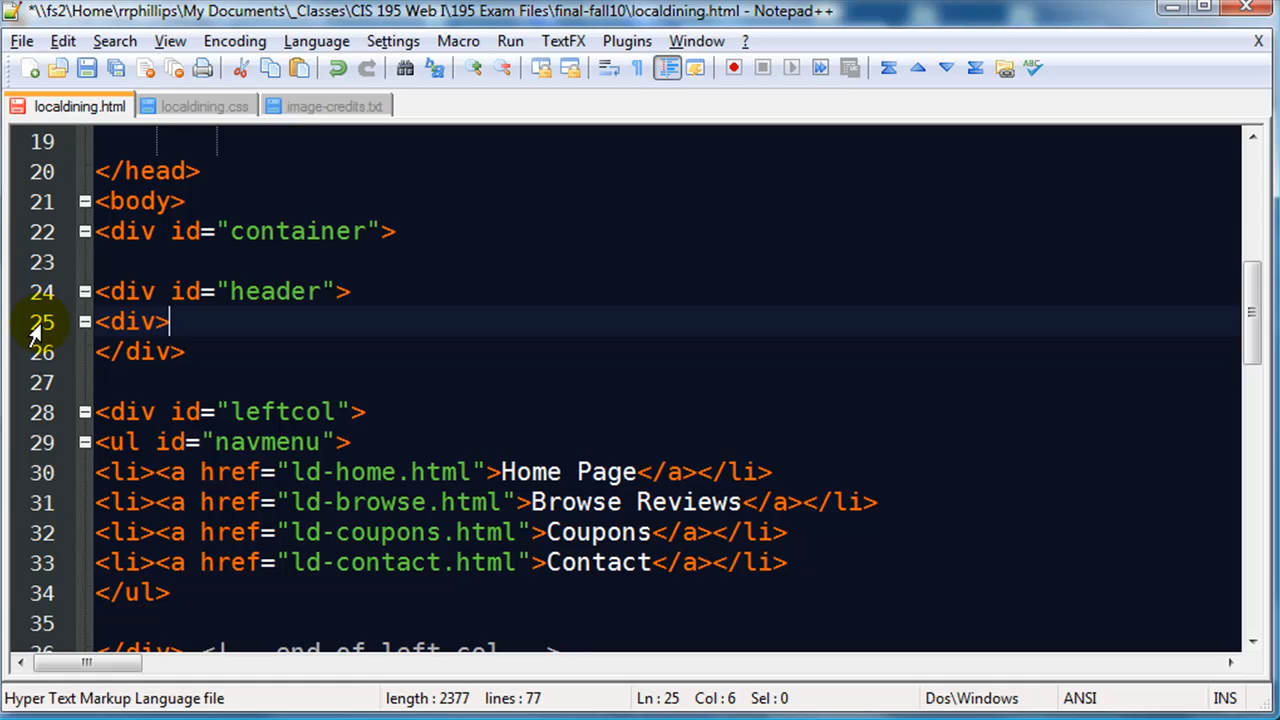 *\\fs2\Home\rrphillips\My Documents\_Classes\CIS 195 Web I\195 Exam Files\final-fall10\localdining.html - Notepad++
File Edit Search View Encoding Language Settings Macro Run TextFX Plugins Window ? X
localdining.html localdining.css image-credits.txt
19
20 </head>
21 <body>
22 <div id="container">
23
24 <div id="header">
25 <div>
26 </div>
27
28 <div id="leftcol">
29 <ul id="navmenu">
30 <li><a href="ld-home.html">Home Page</a></li>
31 <li><a href="ld-browse.html">Browse Reviews</a></li>
32 <li><a href="ld-coupons.html">Coupons</a></li>
33 <li><a href="ld-contact.html">Contact</a></li>
34 </ul>
35
36 </div> <!-- end of left col -->
Hyper Text Markup Language file length : 2377 lines : 77 Ln : 25 Col : 6 Sel : 0 Dos\Windows ANSI INS